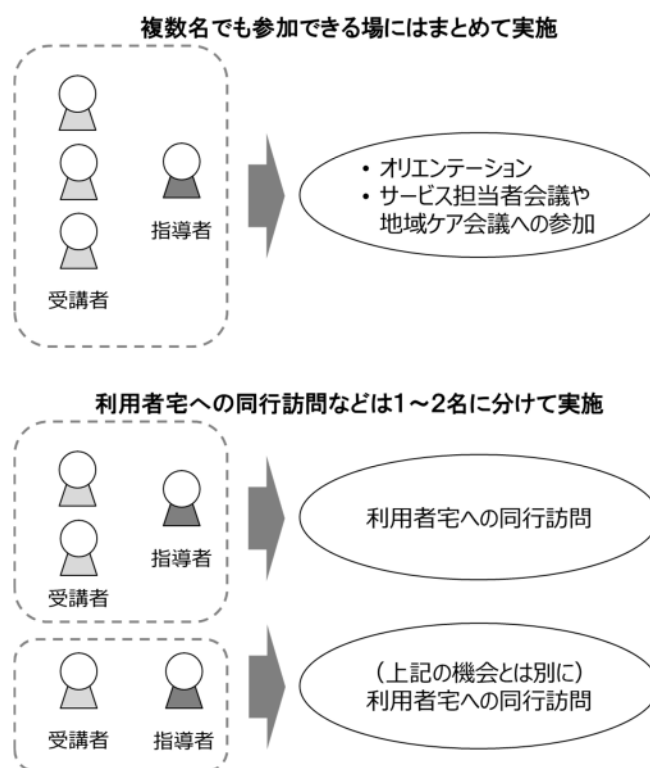 複数名でも参加できる場にはまとめて実施
指導者
受講者
• オリエンテーション
• サービス担当者会議や
地域ケア会議への参加
利用者宅への同行訪問などは1～2名に分けて実施
指導者
受講者
利用者宅への同行訪問
受講者
指導者
（上記の機会とは別に）
利用者宅への同行訪問